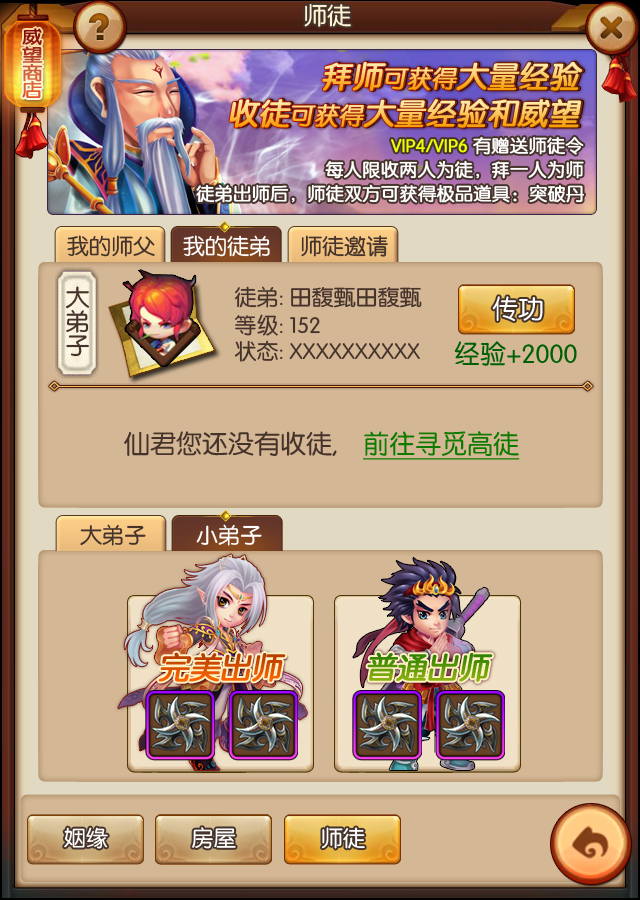 师徒
?
威望商店
拜师可获得大量经验
收徒可获得大量经验和威望
VIP4/VIP6 有赠送师徒令
每人限收两人为徒，拜一人为师
徒弟出师后，师徒双方可获得极品道具：突破丹
我的师父
我的徒弟
师徒邀请
大弟子
徒弟: 田馥甄田馥甄
等级: 152
状态: XXXXXXXXXX
传功
经验+2000
仙君您还没有收徒, 前往寻觅高徒
大弟子
小弟子
完美出师
普通出师
姻缘
房屋
师徒